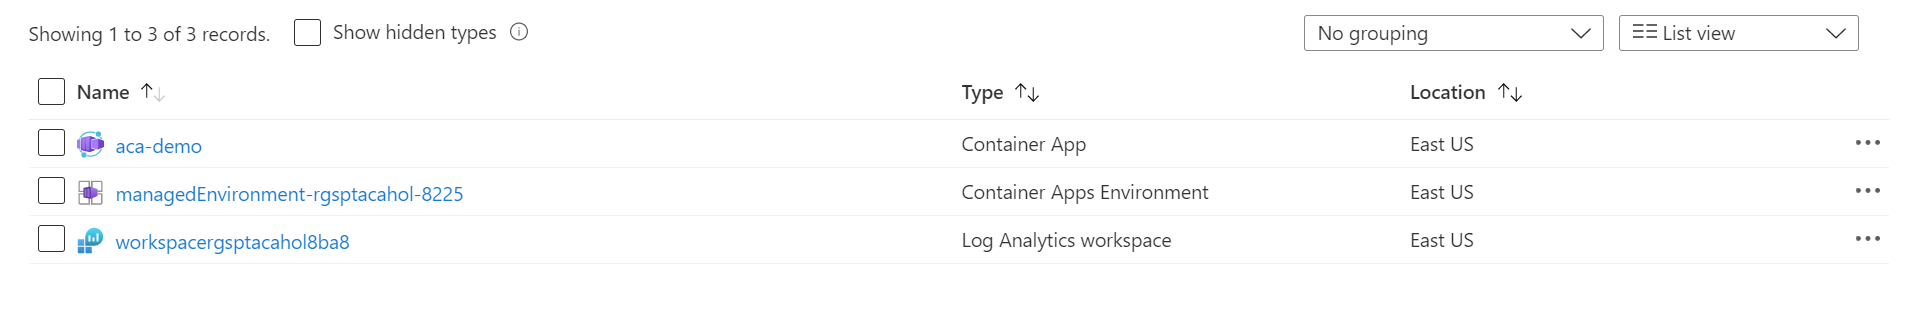 Showing 1 to 3 of 3 records. Show hidden types No grouping List view
Name Type Location
aca-demo Container App East US
managedEnvironment-rgsptacahol-8225 Container Apps Environment East US
workspacergsptacahol8ba8 Log Analytics workspace East US